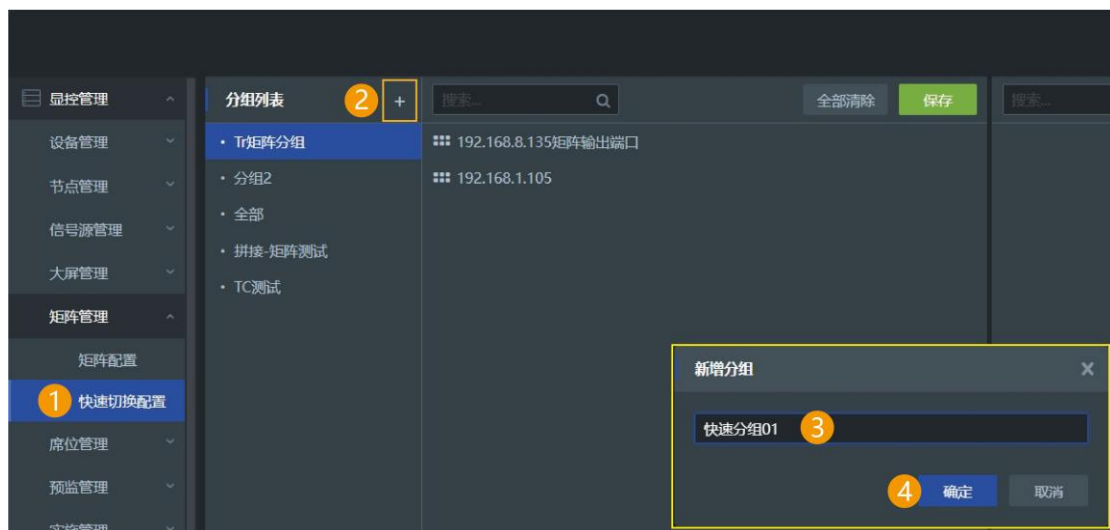 显控管理
设备管理
节点管理
信号源管理
大屏管理
矩阵管理
矩阵配置
1 快速切换配置
席位管理
预监管理
分组列表 2 +
• Tr矩阵分组
• 分组2
• 全部
• 拼接-矩阵测试
• TC测试
搜索... 全部清除 保存
192.168.8.135矩阵输出端口
192.168.1.105
搜索...
新增分组 X
快速分组01 3
4 确定 取消